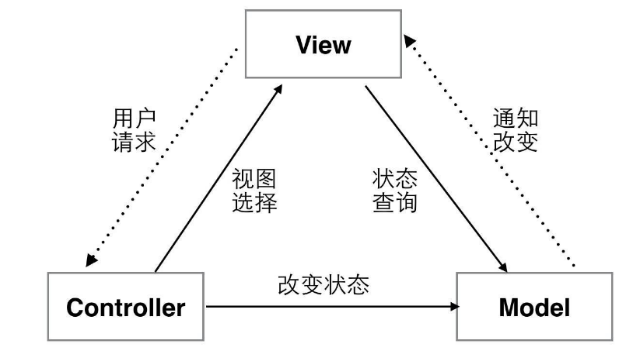 View
用户
请求
通知
改变
视图
选择
状态
查询
改变状态
Controller
Model